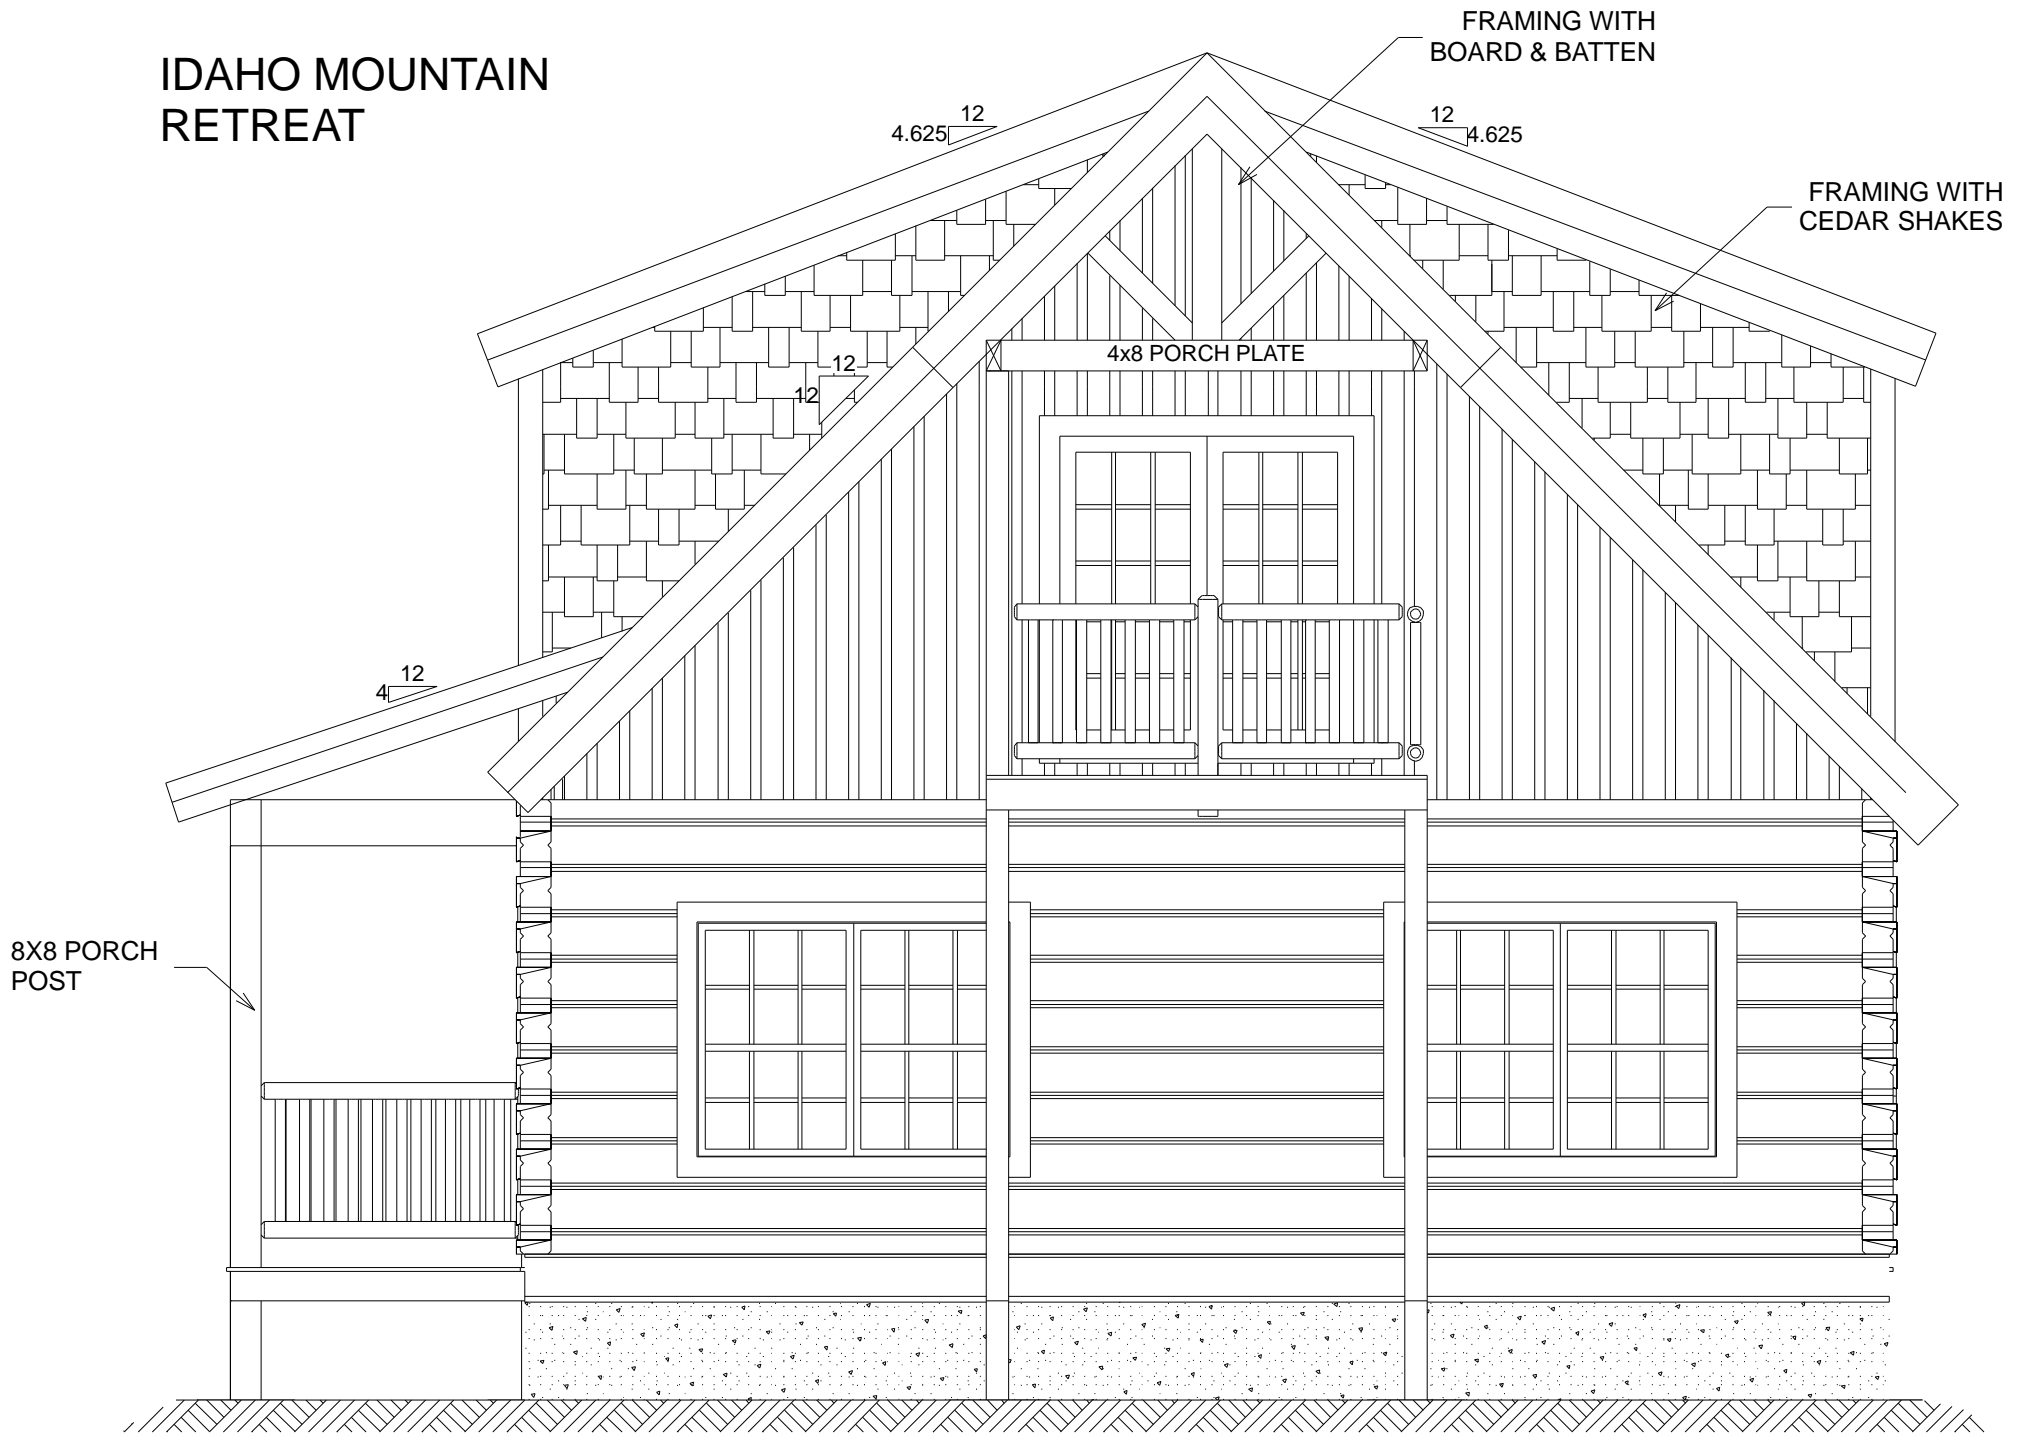 IDAHO MOUNTAIN
RETREAT
FRAMING WITH
BOARD & BATTEN
12
4.625
12
4.625
FRAMING WITH
CEDAR SHAKES
4x8 PORCH PLATE
12
12
12
4
8X8 PORCH
POST